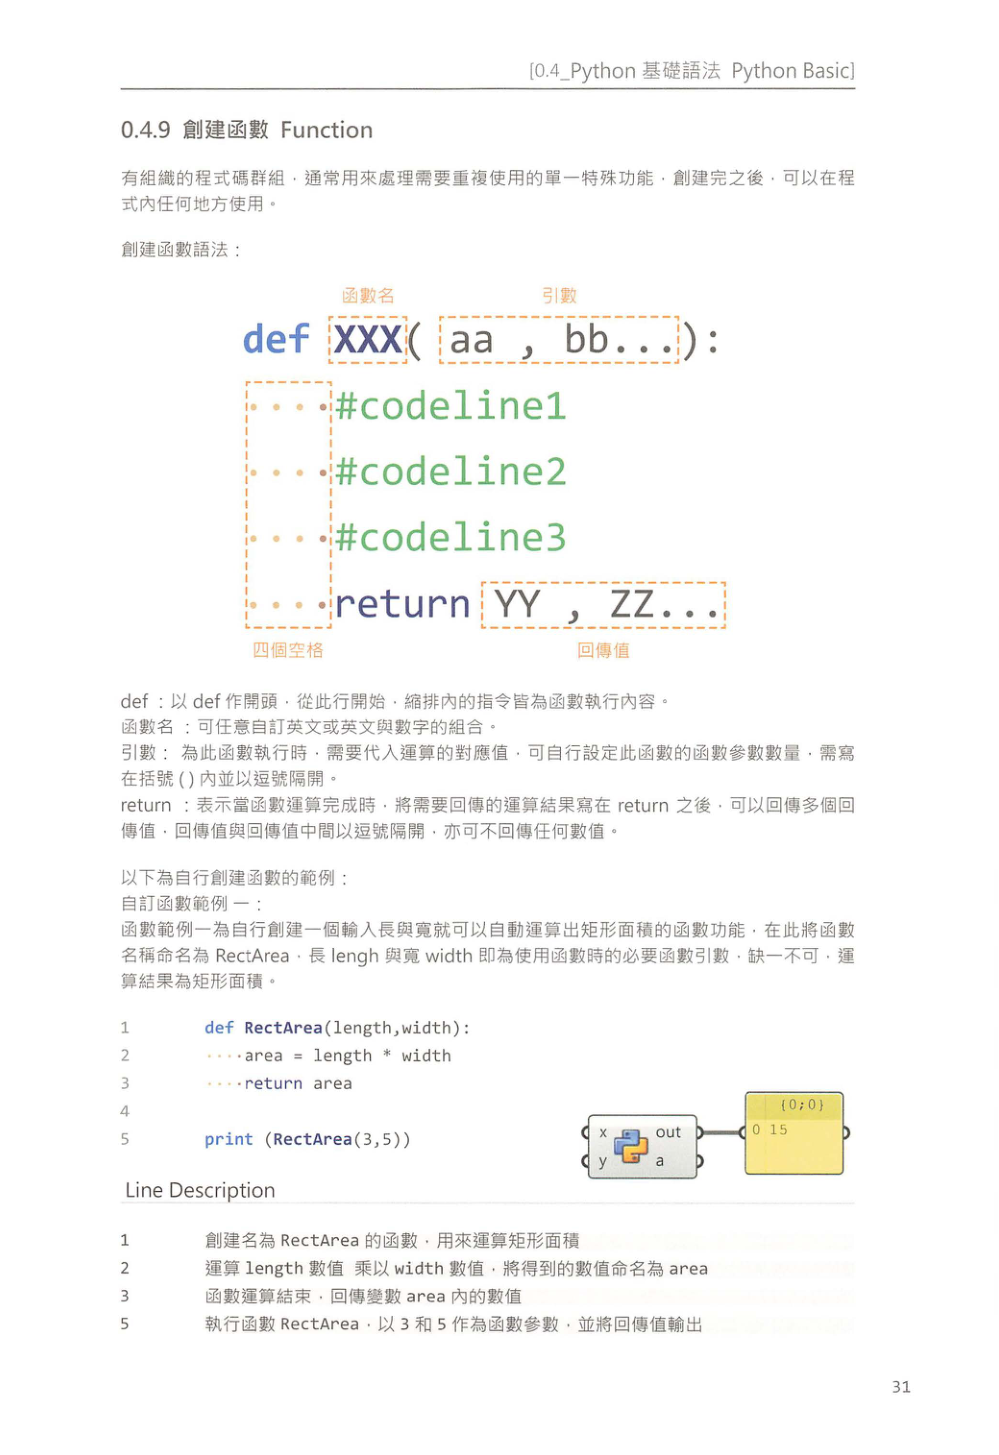 [0.4_Python 基礎語法 Python Basic]
0.4.9 創建函數 Function
有組織的程式碼群組，通常用來處理需要重複使用的單一特殊功能，創建完之後，可以在程
式內任何地方使用。
創建函數語法：
函數名 引數
def XXX( aa , bb...):
····#codeline1
····#codeline2
····#codeline3
····return YY , ZZ...
四個空格 回傳值
def ：以 def 作開頭，從此行開始，縮排內的指令皆為函數執行內容。
函數名 ：可任意自訂英文或英文與數字的組合。
引數： 為此函數執行時，需要代入運算的對應值，可自行設定此函數的函數參數數量，需寫
在括號 ( ) 內並以逗號隔開。
return ：表示當函數運算完成時，將需要回傳的運算結果寫在 return 之後，可以回傳多個回
傳值，回傳值與回傳值中間以逗號隔開，亦可不回傳任何數值。
以下為自行創建函數的範例：
自訂函數範例 一：
函數範例一為自行創建一個輸入長與寬就可以自動運算出矩形面積的函數功能，在此將函數
名稱命名為 RectArea，長 lengh 與寬 width 即為使用函數時的必要函數引數，缺一不可，運
算結果為矩形面積。
1 def RectArea(length,width):
2 ····area = length * width
3 ····return area
4
5 print (RectArea(3,5))
x out
y a
{0;0}
0 15
Line Description
1 創建名為 RectArea 的函數，用來運算矩形面積
2 運算 length 數值 乘以 width 數值，將得到的數值命名為 area
3 函數運算結束，回傳變數 area 內的數值
5 執行函數 RectArea，以 3 和 5 作為函數參數，並將回傳值輸出
31